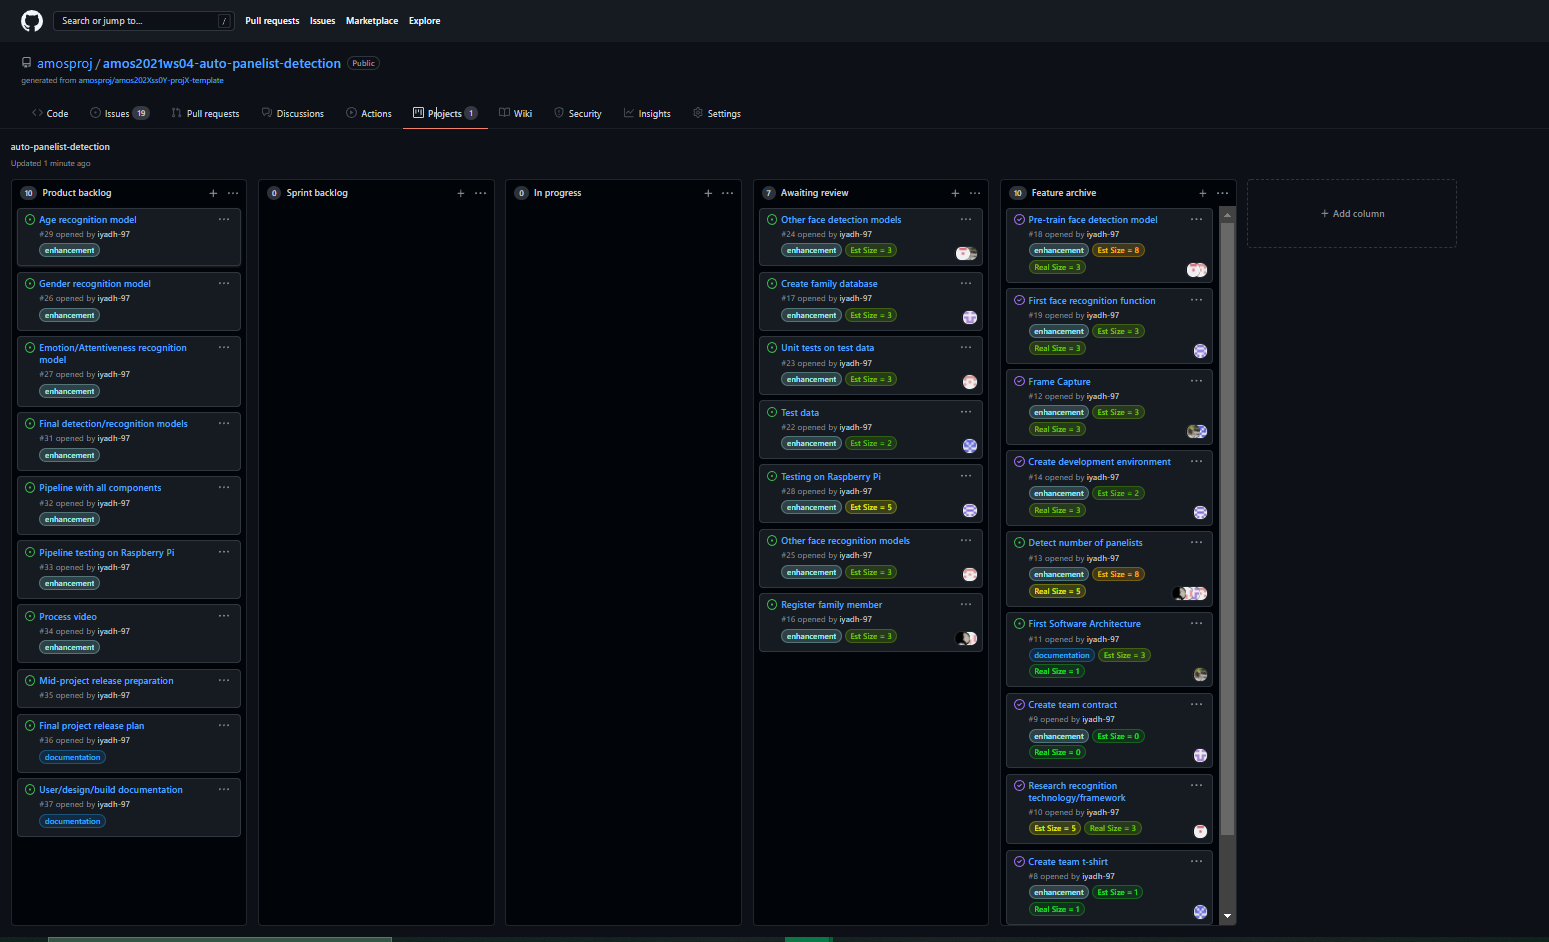 Search or jump to... /
Pull requests Issues Marketplace Explore
amosproj / amos2021ws04-auto-panelist-detection Public
generated from amosproj/amos202Xss0Y-projX-template
Code Issues 19 Pull requests Discussions Actions Projects 1 Wiki Security Insights Settings
auto-panelist-detection
Updated 1 minute ago
10 Product backlog
Age recognition model
#29 opened by iyadh-97
enhancement
Gender recognition model
#26 opened by iyadh-97
enhancement
Emotion/Attentiveness recognition
model
#27 opened by iyadh-97
enhancement
Final detection/recognition models
#31 opened by iyadh-97
enhancement
Pipeline with all components
#32 opened by iyadh-97
enhancement
Pipeline testing on Raspberry Pi
#33 opened by iyadh-97
enhancement
Process video
#34 opened by iyadh-97
enhancement
Mid-project release preparation
#35 opened by iyadh-97
Final project release plan
#36 opened by iyadh-97
documentation
User/design/build documentation
#37 opened by iyadh-97
documentation
0 Sprint backlog
0 In progress
7 Awaiting review
Other face detection models
#24 opened by iyadh-97
enhancement Est Size = 3
Create family database
#17 opened by iyadh-97
enhancement Est Size = 3
Unit tests on test data
#23 opened by iyadh-97
enhancement Est Size = 3
Test data
#22 opened by iyadh-97
enhancement Est Size = 2
Testing on Raspberry Pi
#28 opened by iyadh-97
enhancement Est Size = 5
Other face recognition models
#25 opened by iyadh-97
enhancement Est Size = 3
Register family member
#16 opened by iyadh-97
enhancement Est Size = 3
10 Feature archive
Pre-train face detection model
#18 opened by iyadh-97
enhancement Est Size = 8
Real Size = 3
First face recognition function
#19 opened by iyadh-97
enhancement Est Size = 3
Real Size = 3
Frame Capture
#12 opened by iyadh-97
enhancement Est Size = 3
Real Size = 3
Create development environment
#14 opened by iyadh-97
enhancement Est Size = 2
Real Size = 3
Detect number of panelists
#13 opened by iyadh-97
enhancement Est Size = 8
Real Size = 5
First Software Architecture
#11 opened by iyadh-97
documentation Est Size = 3
Real Size = 1
Create team contract
#9 opened by iyadh-97
enhancement Est Size = 0
Real Size = 0
Research recognition
technology/framework
#10 opened by iyadh-97
Est Size = 5 Real Size = 3
Create team t-shirt
#8 opened by iyadh-97
enhancement Est Size = 1
Real Size = 1
+ Add column